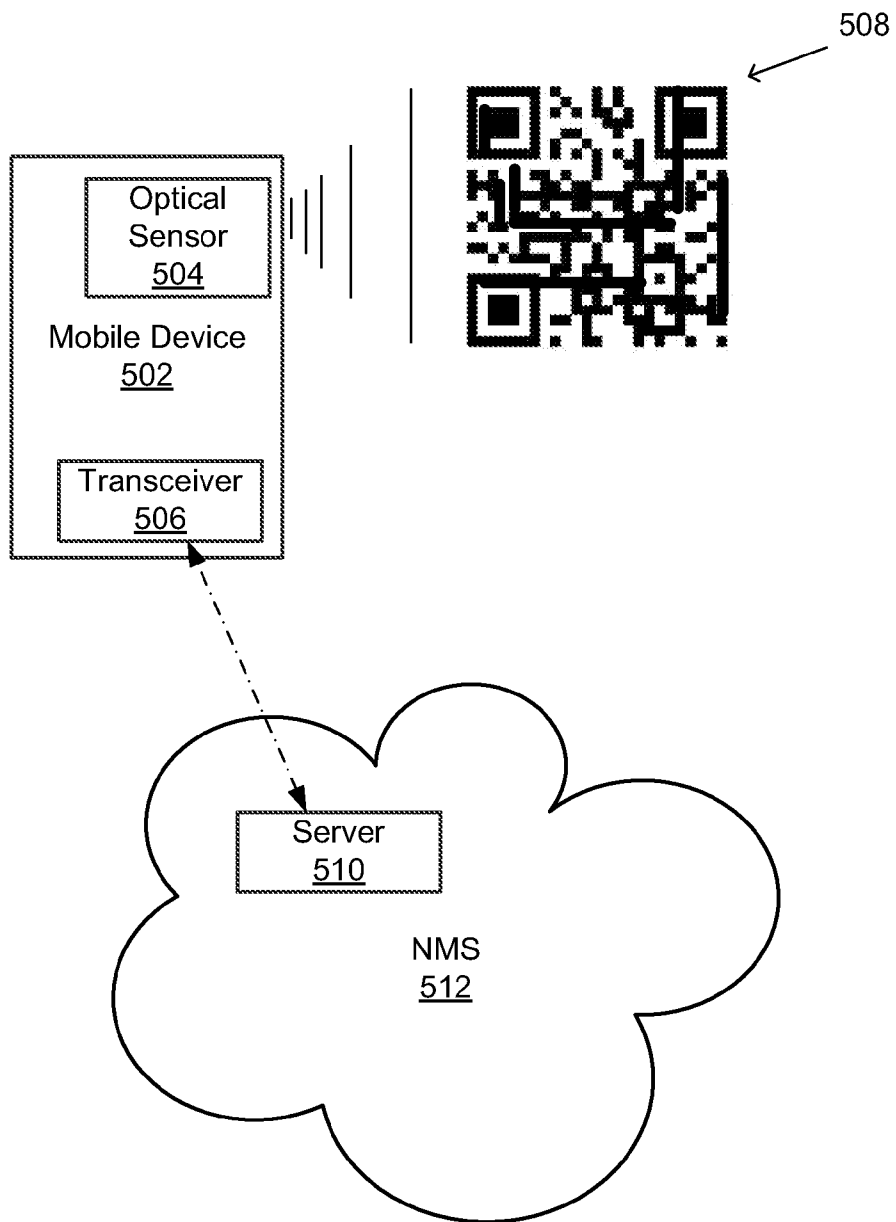 508
Optical
Sensor
504
Mobile Device
502
Transceiver
506
Server
510
NMS
512